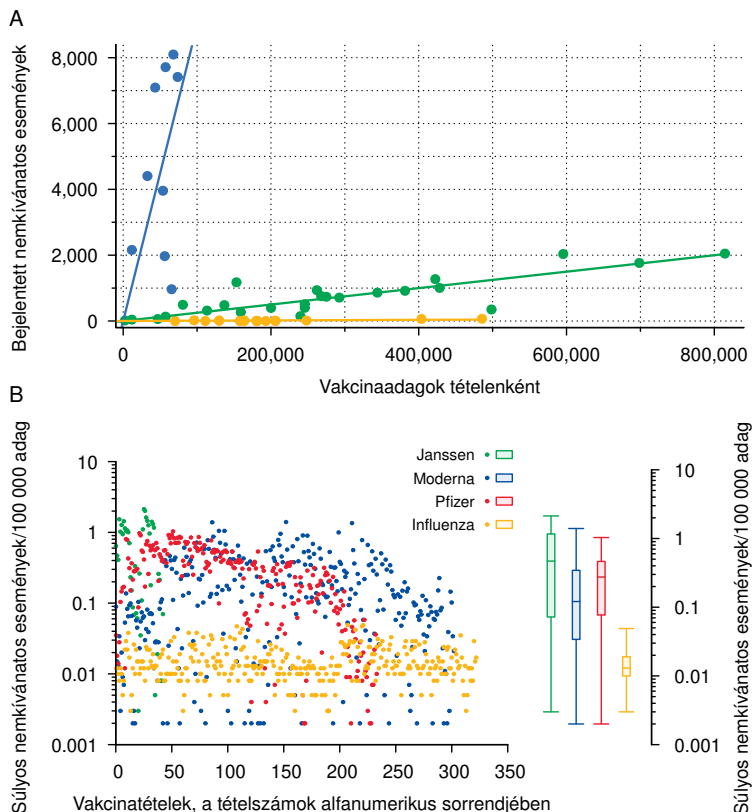 A
Bejelentett nemkívánatos események
8,000
6,000
4,000
2,000
0
0
200,000
400,000
600,000
800,000
Vakcinaadagok tételenként
B
Súlyos nemkívánatos események/100 000 adag
10
1
0.1
0.01
0.001
0
50
100
150
200
250
300
350
Vakcinatételek, a tételszámok alfanumerikus sorrendjében
Janssen
Moderna
Pfizer
Influenza
10
1
0.1
0.01
0.001
Súlyos nemkívánatos események/100 000 adag